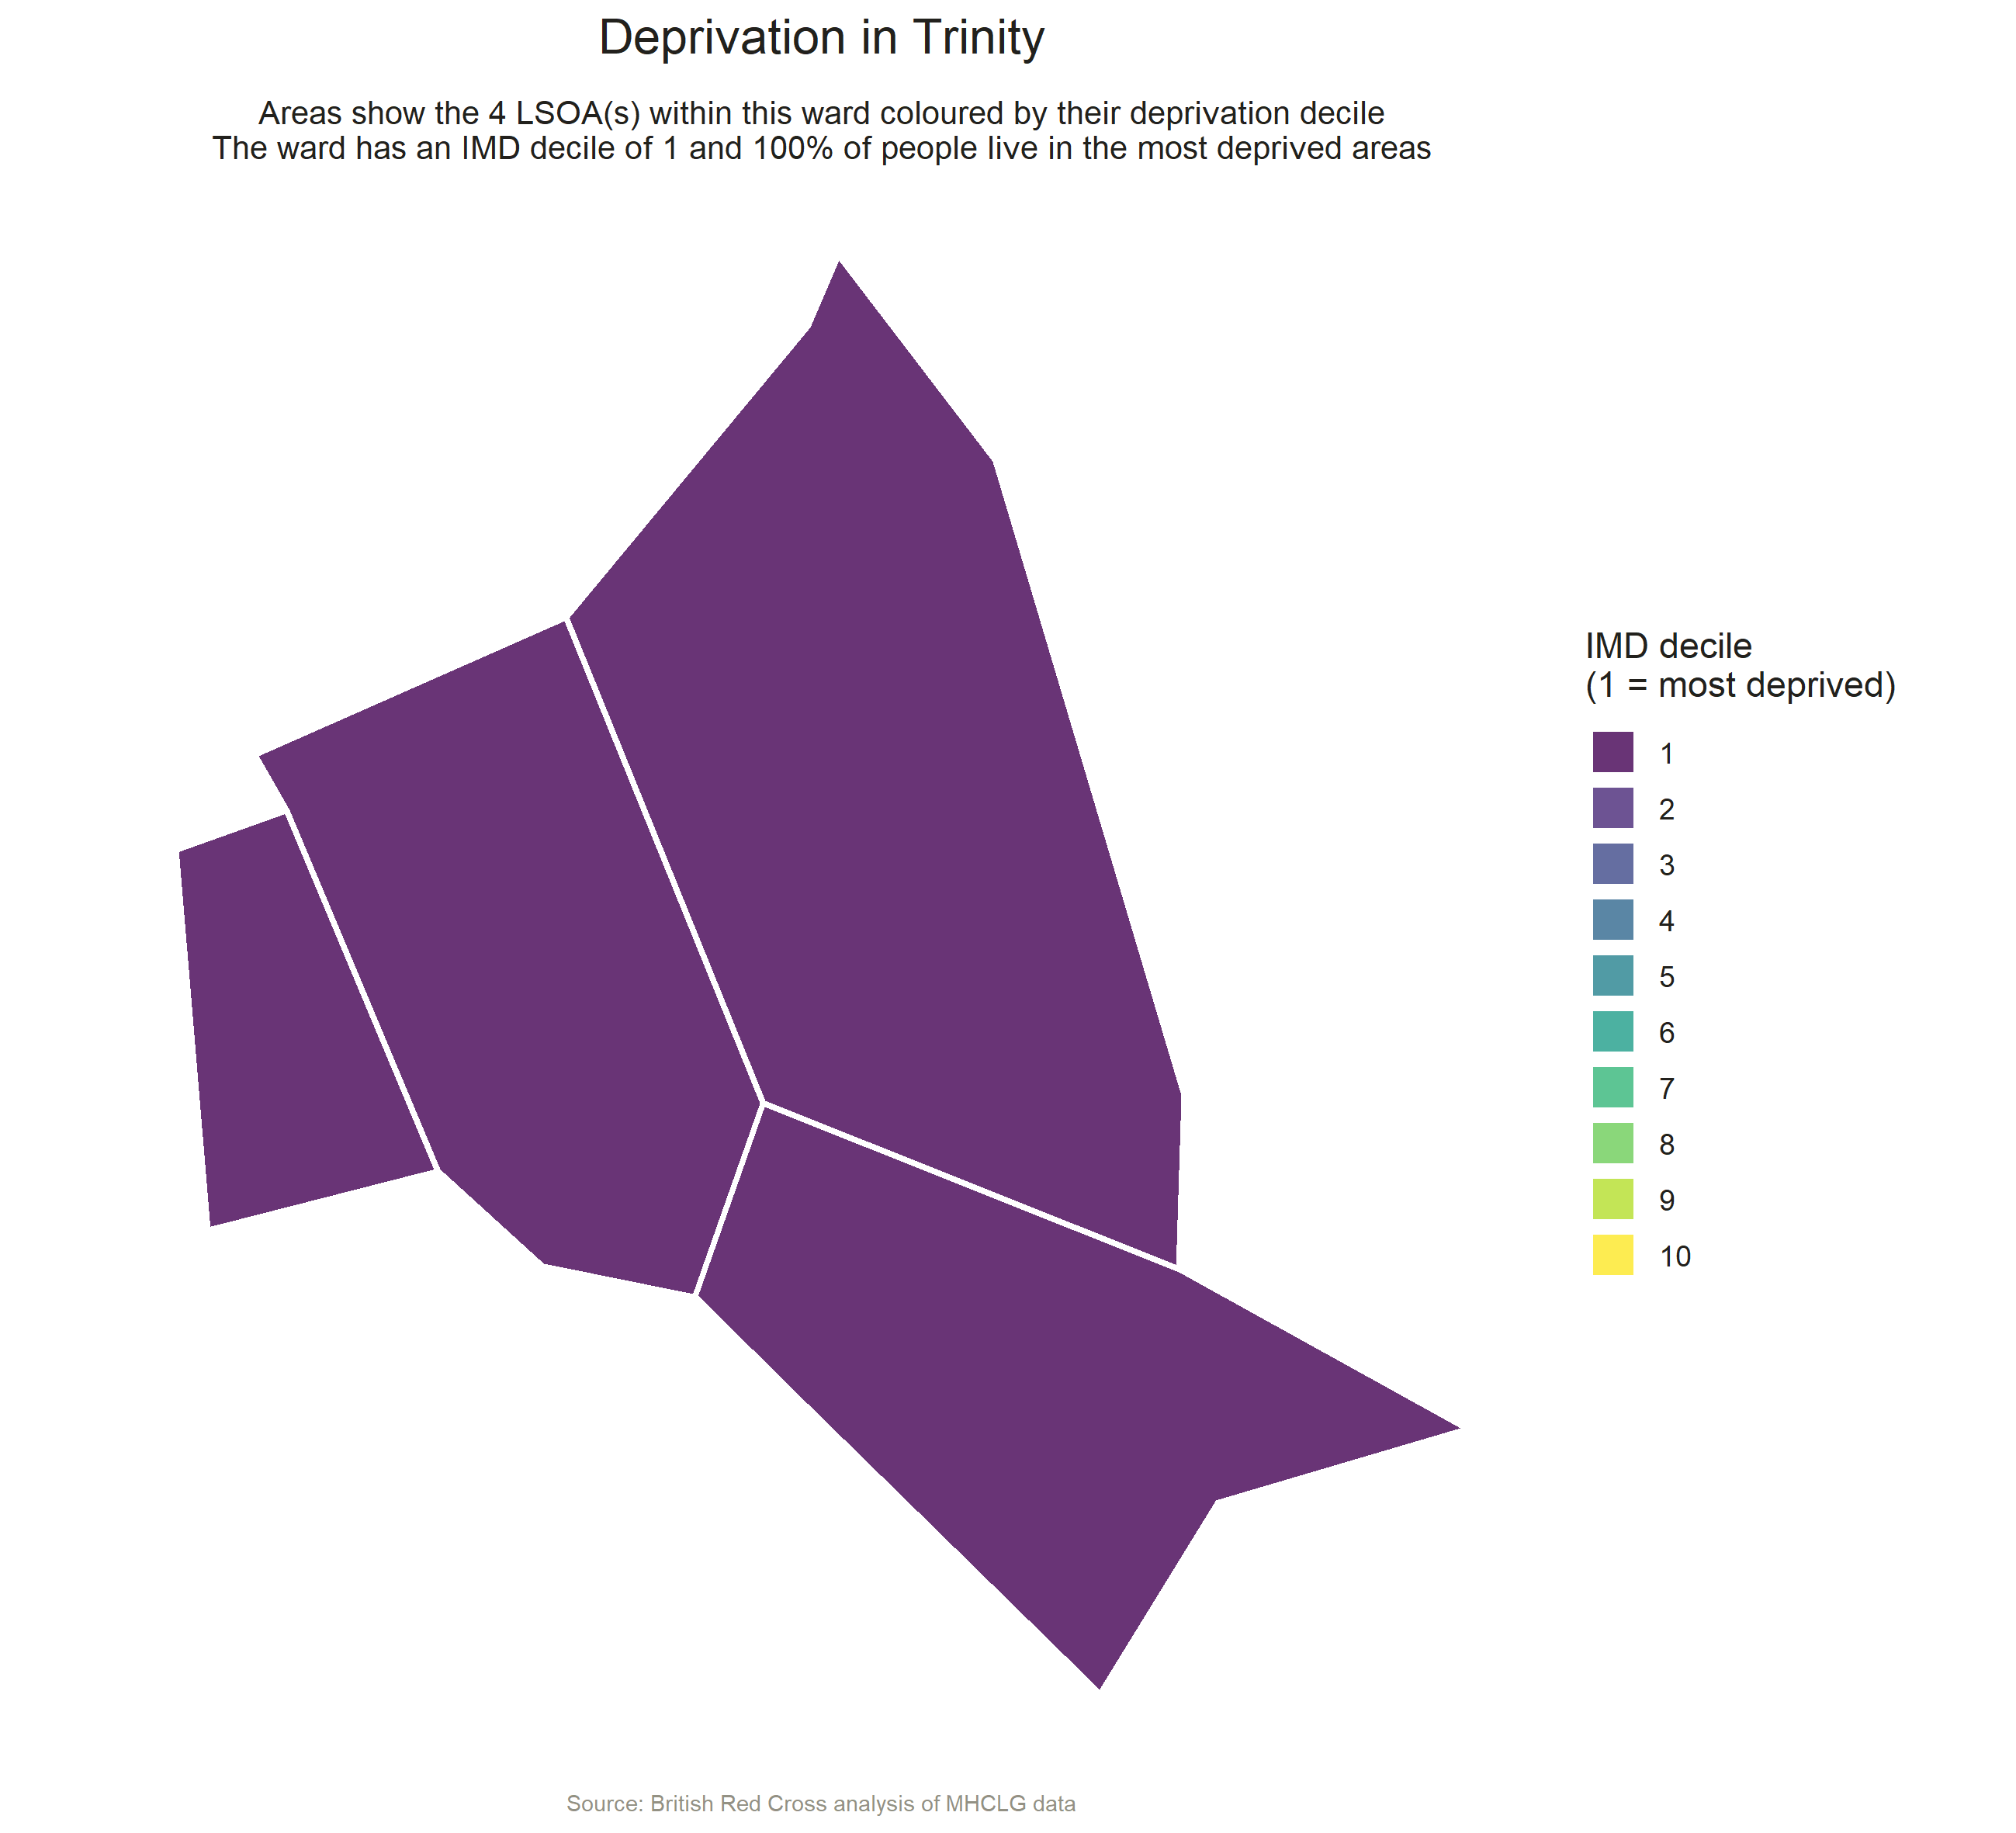 Deprivation in Trinity
Areas show the 4 LSOA(s) within this ward coloured by their deprivation decile
The ward has an IMD decile of 1 and 100% of people live in the most deprived areas
IMD decile
(1 = most deprived)
1
2
3
4
5
6
7
8
9
10
Source: British Red Cross analysis of MHCLG data